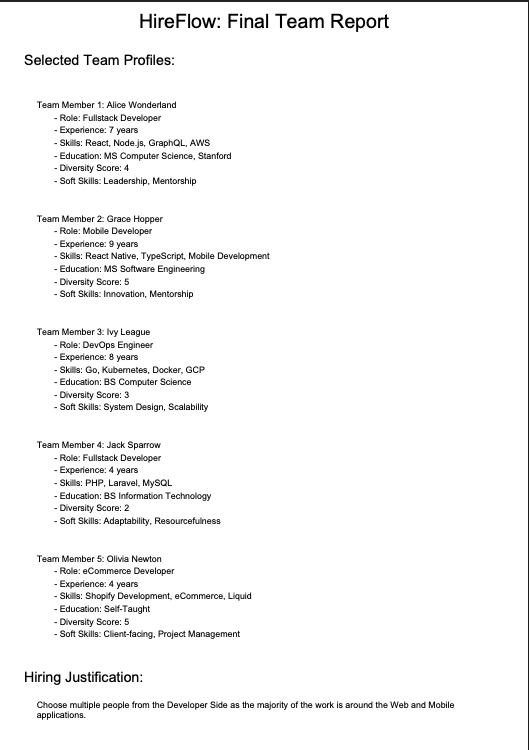 HireFlow: Final Team Report
Selected Team Profiles:
Team Member 1: Alice Wonderland
- Role: Fullstack Developer
- Experience: 7 years
- Skills: React, Node.js, GraphQL, AWS
- Education: MS Computer Science, Stanford
- Diversity Score: 4
- Soft Skills: Leadership, Mentorship
Team Member 2: Grace Hopper
- Role: Mobile Developer
- Experience: 9 years
- Skills: React Native, TypeScript, Mobile Development
- Education: MS Software Engineering
- Diversity Score: 5
- Soft Skills: Innovation, Mentorship
Team Member 3: Ivy League
- Role: DevOps Engineer
- Experience: 8 years
- Skills: Go, Kubernetes, Docker, GCP
- Education: BS Computer Science
- Diversity Score: 3
- Soft Skills: System Design, Scalability
Team Member 4: Jack Sparrow
- Role: Fullstack Developer
- Experience: 4 years
- Skills: PHP, Laravel, MySQL
- Education: BS Information Technology
- Diversity Score: 2
- Soft Skills: Adaptability, Resourcefulness
Team Member 5: Olivia Newton
- Role: eCommerce Developer
- Experience: 4 years
- Skills: Shopify Development, eCommerce, Liquid
- Education: Self-Taught
- Diversity Score: 5
- Soft Skills: Client-facing, Project Management
Hiring Justification:
Choose multiple people from the Developer Side as the majority of the work is around the Web and Mobile
applications.